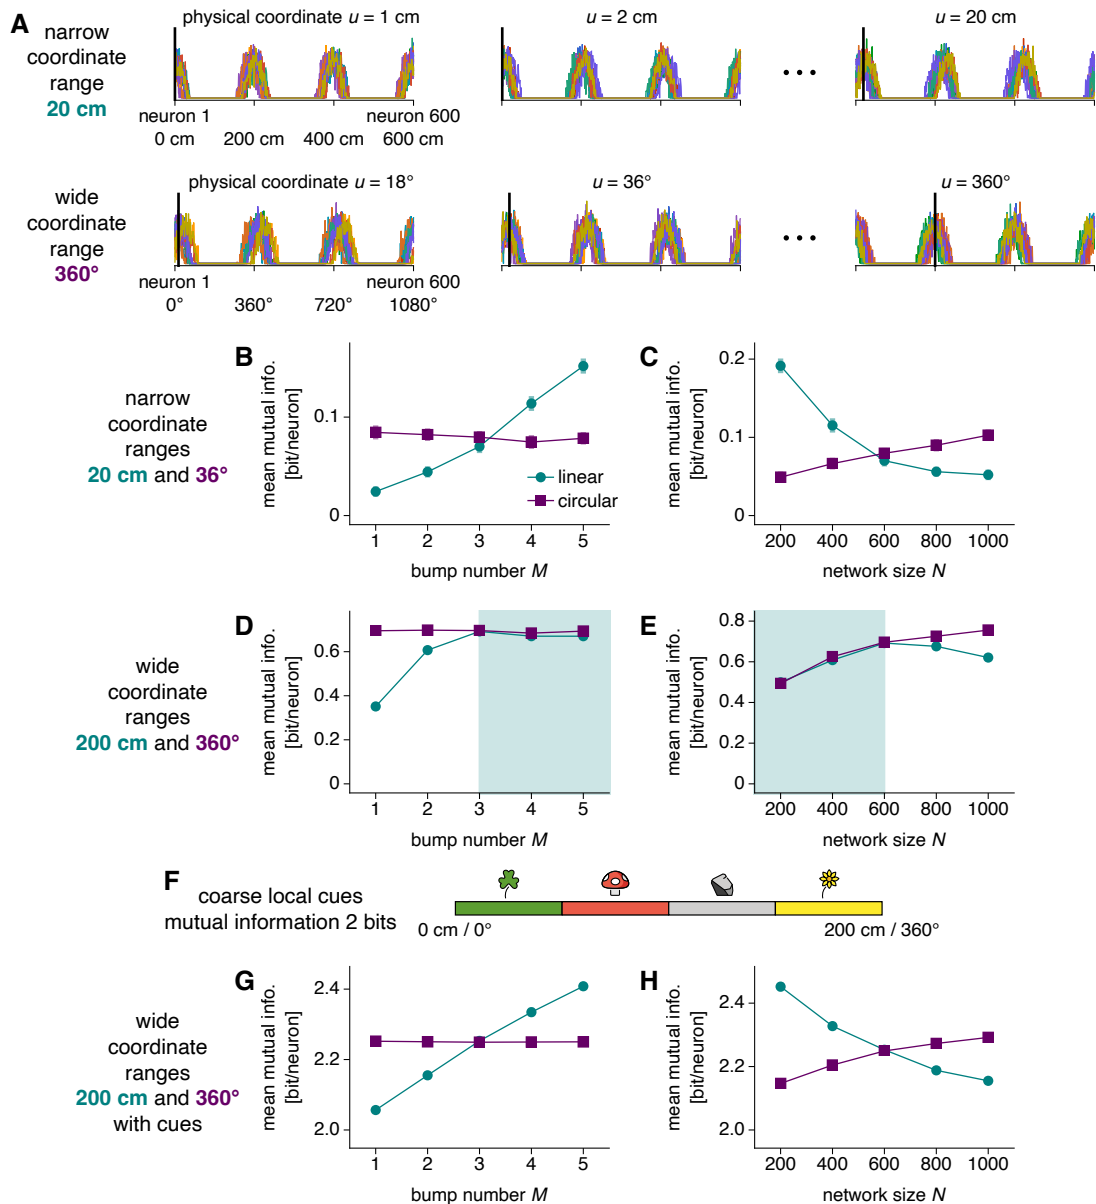 A
narrow
coordinate
range
20 cm
physical coordinate u = 1 cm
u = 2 cm
u = 20 cm
neuron 1
neuron 600
0 cm
200 cm
400 cm
600 cm
wide
coordinate
range
360°
physical coordinate u = 18°
u = 36°
u = 360°
neuron 1
neuron 600
0°
360°
720°
1080°
narrow
coordinate
ranges
20 cm and 36°
B
mean mutual info.
[bit/neuron]
0.1
0
linear
circular
1 2 3 4 5
bump number M
C
mean mutual info.
[bit/neuron]
0.2
0.1
0
200 400 600 800 1000
network size N
wide
coordinate
ranges
200 cm and 360°
D
mean mutual info.
[bit/neuron]
0.6
0.4
0.2
0
1 2 3 4 5
bump number M
E
mean mutual info.
[bit/neuron]
0.8
0.6
0.4
0.2
0
200 400 600 800 1000
network size N
F
coarse local cues
mutual information 2 bits
0 cm / 0°
200 cm / 360°
wide
coordinate
ranges
200 cm and 360°
with cues
G
mean mutual info.
[bit/neuron]
2.4
2.2
2.0
1 2 3 4 5
bump number M
H
mean mutual info.
[bit/neuron]
2.4
2.2
2.0
200 400 600 800 1000
network size N